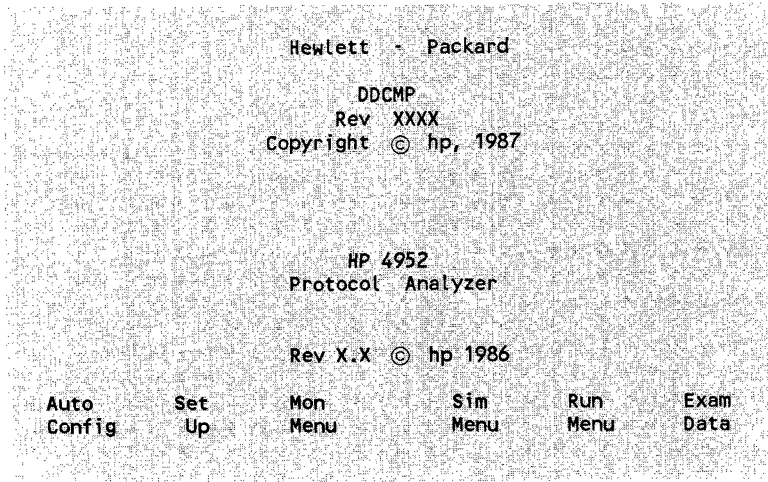 Hewlett - Packard
DDCMP
Rev XXXX
Copyright © hp, 1987
HP 4952
Protocol Analyzer
Rev X.X © hp 1986
Auto Set Mon Sim Run Exam
Config Up Menu Menu Menu Data